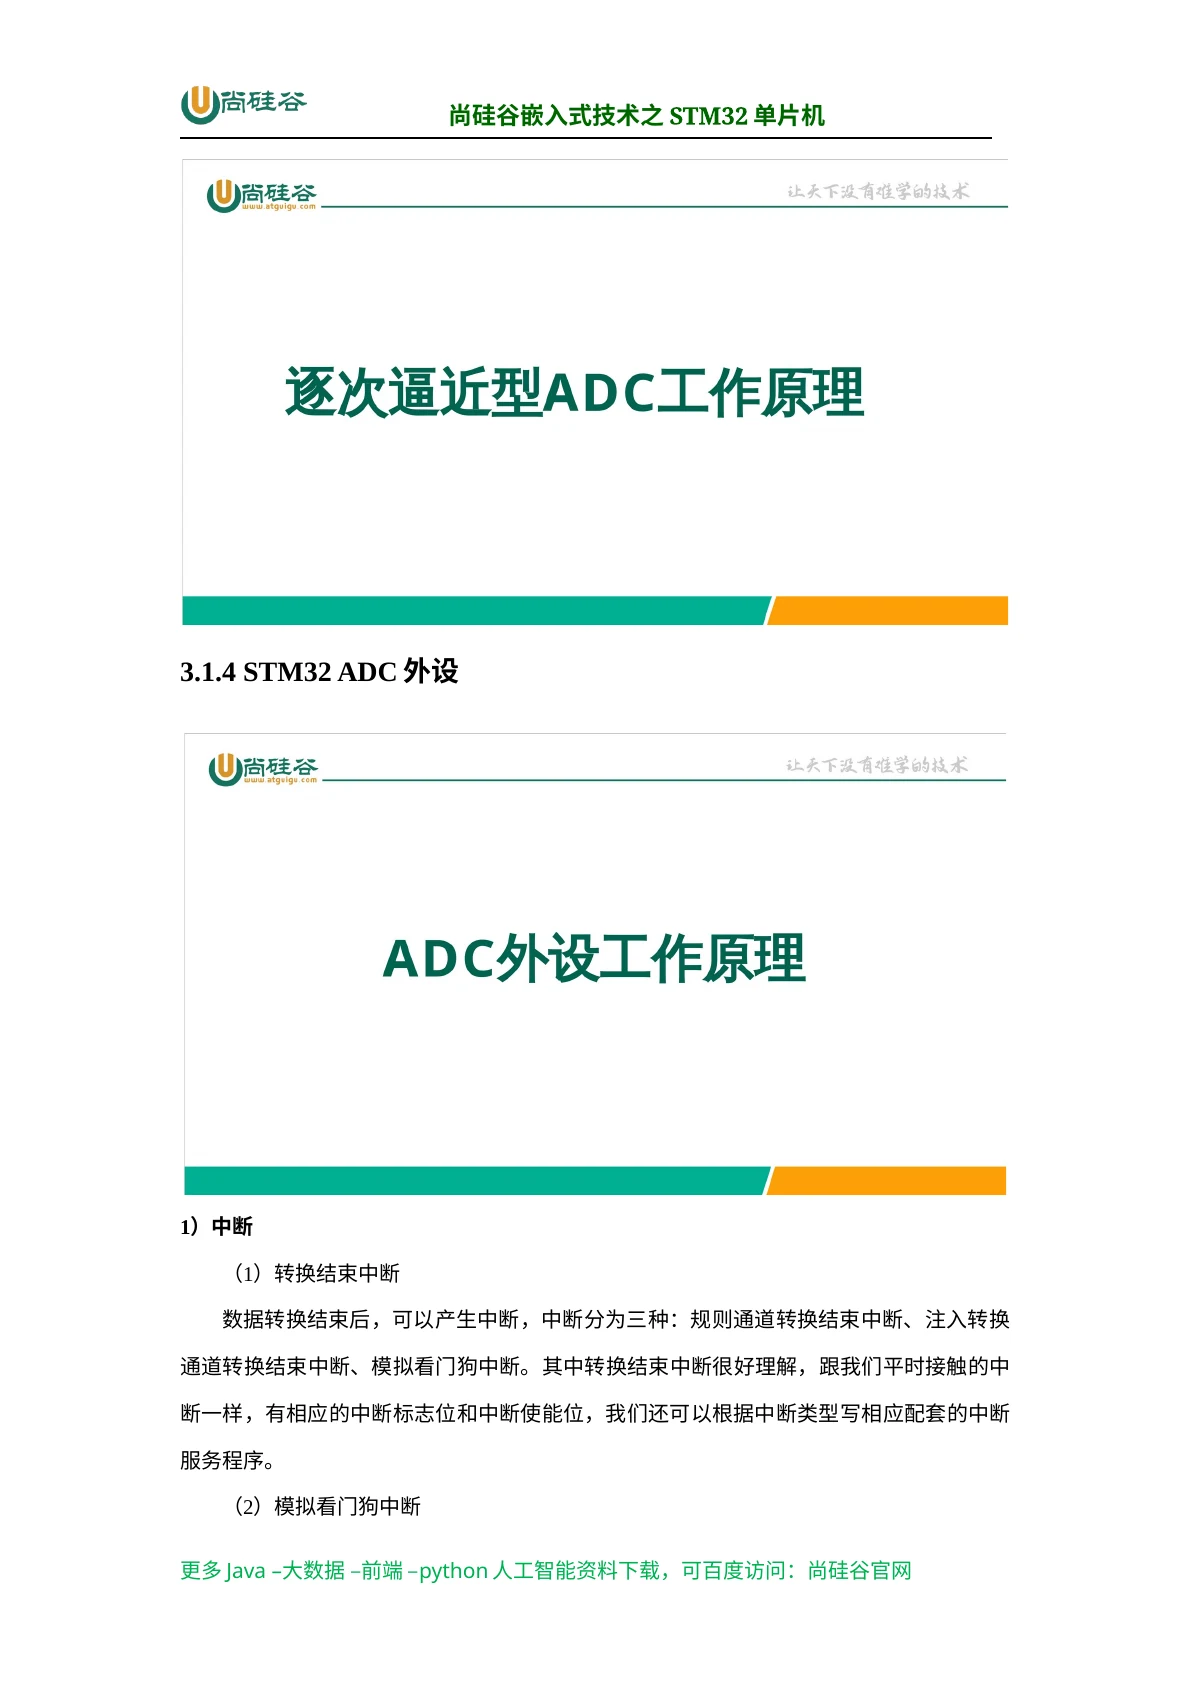 尚硅谷
尚硅谷嵌入式技术之 STM32 单片机
尚硅谷
www.atguigu.com
让天下没有难学的技术
逐次逼近型ADC工作原理
3.1.4 STM32 ADC 外设
尚硅谷
www.atguigu.com
让天下没有难学的技术
ADC外设工作原理
1）中断
（1）转换结束中断
数据转换结束后，可以产生中断，中断分为三种：规则通道转换结束中断、注入转换
通道转换结束中断、模拟看门狗中断。其中转换结束中断很好理解，跟我们平时接触的中
断一样，有相应的中断标志位和中断使能位，我们还可以根据中断类型写相应配套的中断
服务程序。
（2）模拟看门狗中断
更多 Java –大数据 –前端 –python 人工智能资料下载，可百度访问：尚硅谷官网